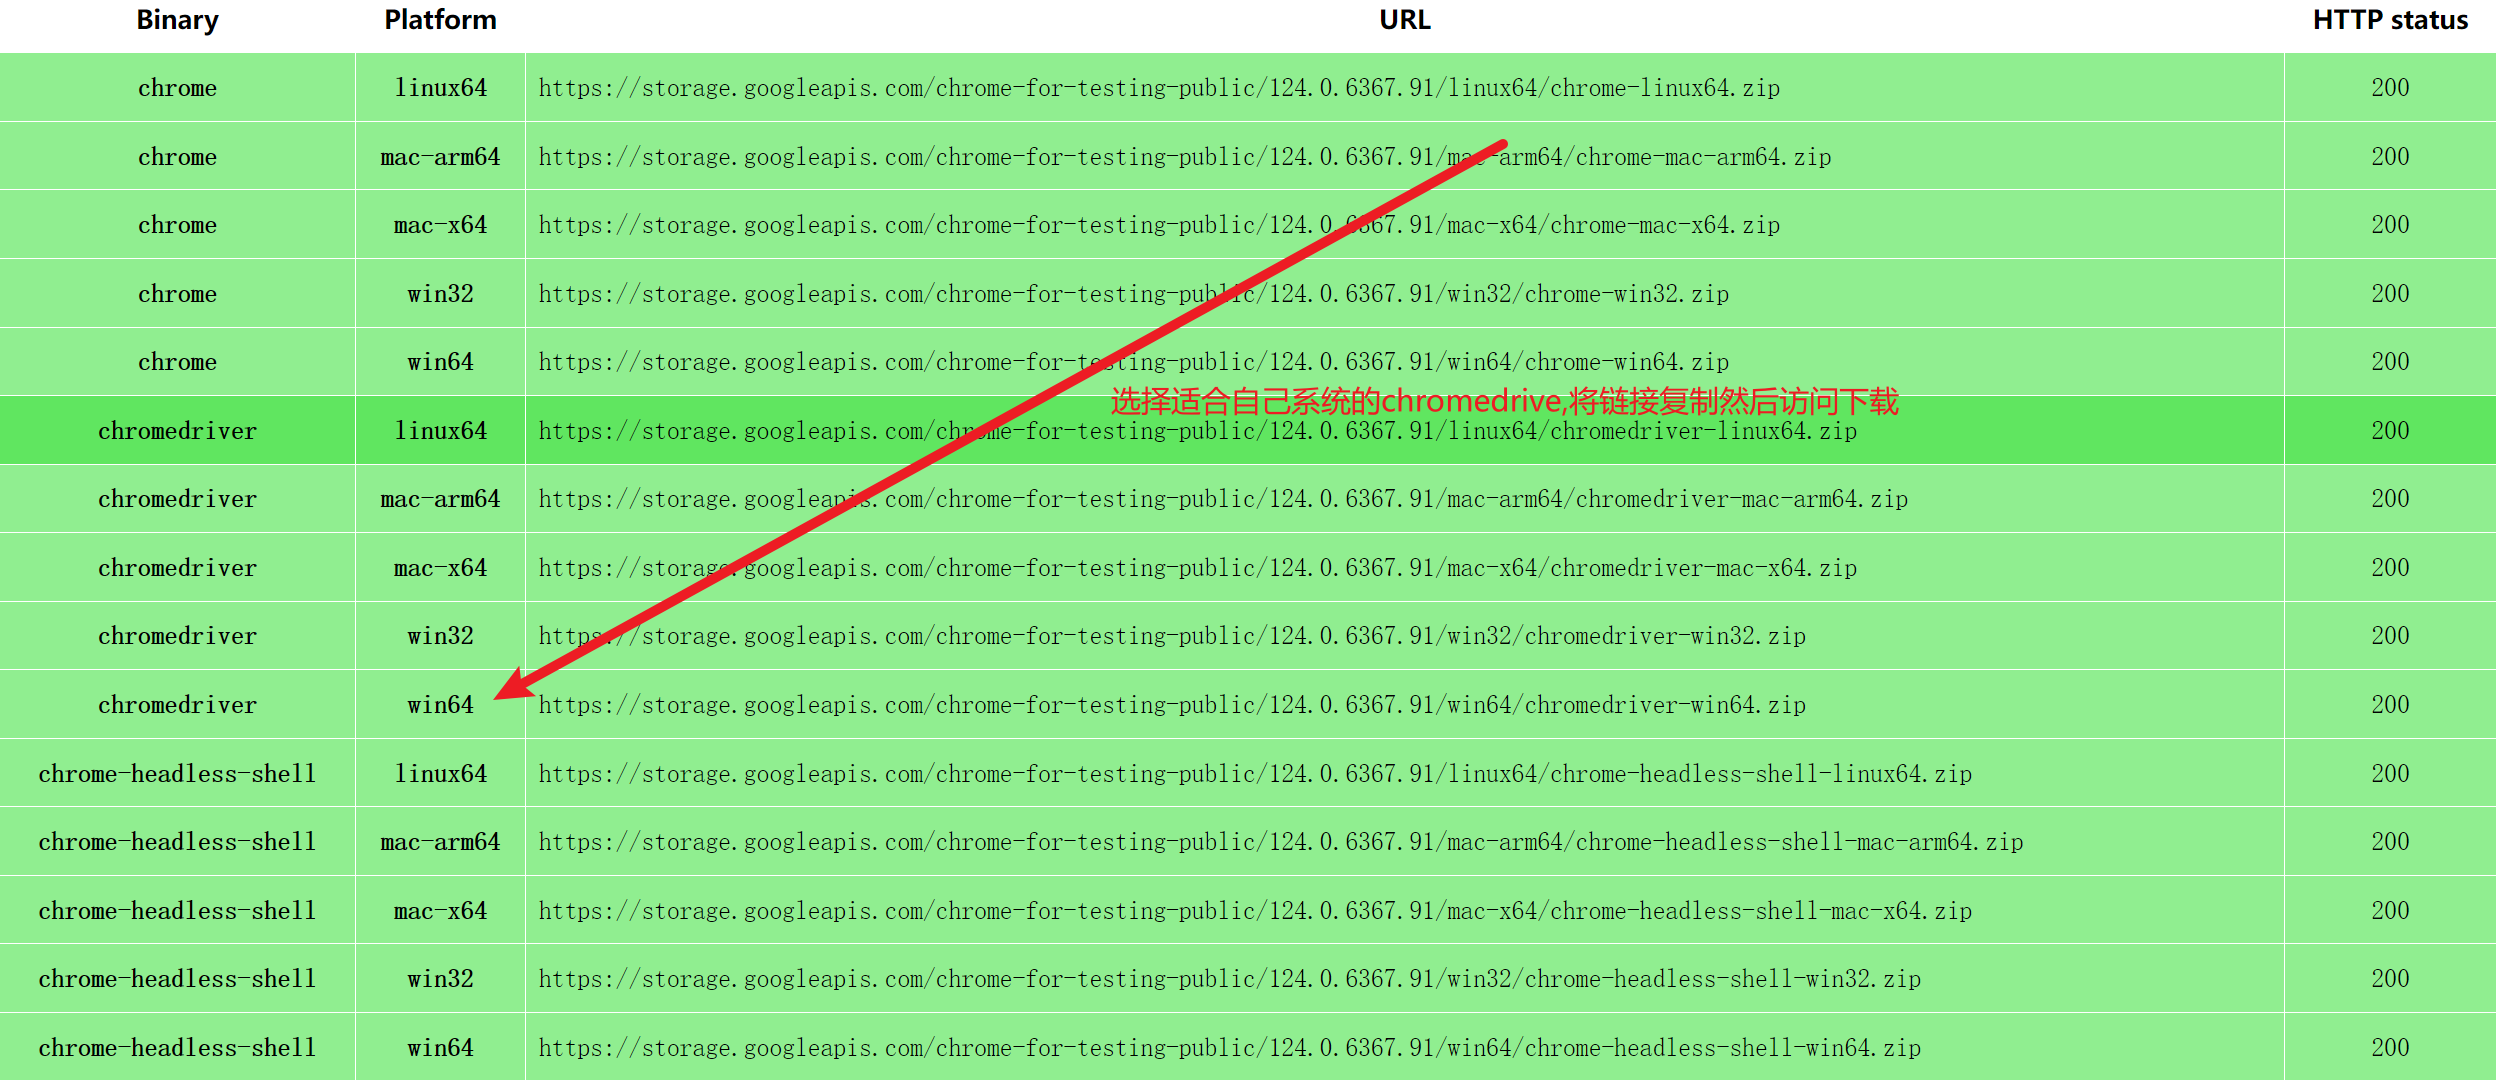 Binary Platform URL HTTP status
chrome linux64 https://storage.googleapis.com/chrome-for-testing-public/124.0.6367.91/linux64/chrome-linux64.zip 200
chrome mac-arm64 https://storage.googleapis.com/chrome-for-testing-public/124.0.6367.91/mac-arm64/chrome-mac-arm64.zip 200
chrome mac-x64 https://storage.googleapis.com/chrome-for-testing-public/124.0.6367.91/mac-x64/chrome-mac-x64.zip 200
chrome win32 https://storage.googleapis.com/chrome-for-testing-public/124.0.6367.91/win32/chrome-win32.zip 200
chrome win64 https://storage.googleapis.com/chrome-for-testing-public/124.0.6367.91/win64/chrome-win64.zip 200
选择适合自己系统的chromedrive,将链接复制然后访问下载
chromedriver linux64 https://storage.googleapis.com/chrome-for-testing-public/124.0.6367.91/linux64/chromedriver-linux64.zip 200
chromedriver mac-arm64 https://storage.googleapis.com/chrome-for-testing-public/124.0.6367.91/mac-arm64/chromedriver-mac-arm64.zip 200
chromedriver mac-x64 https://storage.googleapis.com/chrome-for-testing-public/124.0.6367.91/mac-x64/chromedriver-mac-x64.zip 200
chromedriver win32 https://storage.googleapis.com/chrome-for-testing-public/124.0.6367.91/win32/chromedriver-win32.zip 200
chromedriver win64 https://storage.googleapis.com/chrome-for-testing-public/124.0.6367.91/win64/chromedriver-win64.zip 200
chrome-headless-shell linux64 https://storage.googleapis.com/chrome-for-testing-public/124.0.6367.91/linux64/chrome-headless-shell-linux64.zip 200
chrome-headless-shell mac-arm64 https://storage.googleapis.com/chrome-for-testing-public/124.0.6367.91/mac-arm64/chrome-headless-shell-mac-arm64.zip 200
chrome-headless-shell mac-x64 https://storage.googleapis.com/chrome-for-testing-public/124.0.6367.91/mac-x64/chrome-headless-shell-mac-x64.zip 200
chrome-headless-shell win32 https://storage.googleapis.com/chrome-for-testing-public/124.0.6367.91/win32/chrome-headless-shell-win32.zip 200
chrome-headless-shell win64 https://storage.googleapis.com/chrome-for-testing-public/124.0.6367.91/win64/chrome-headless-shell-win64.zip 200